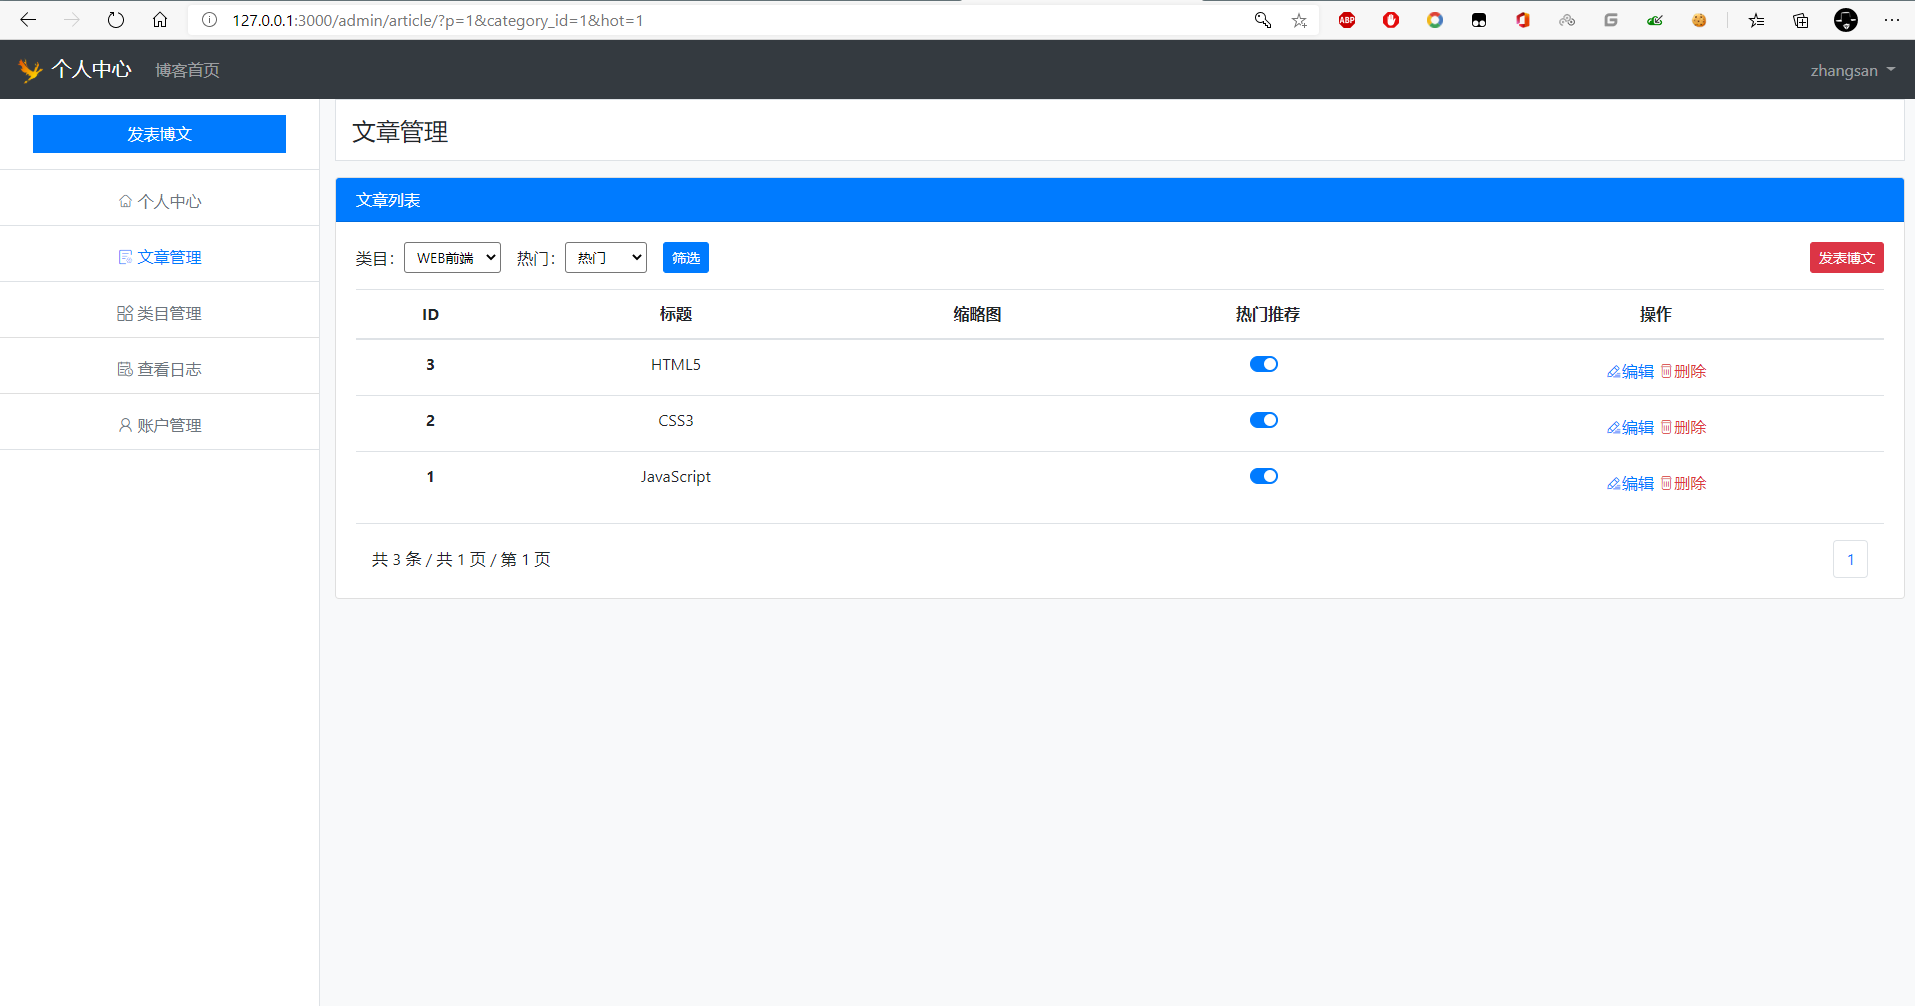 127.0.0.1:3000/admin/article/?p=1&category_id=1&hot=1
ABP
个人中心 博客首页 zhangsan
发表博文
个人中心
文章管理
类目管理
查看日志
账户管理
文章管理
文章列表
类目： WEB前端 热门： 热门 筛选 发表博文
ID 标题 缩略图 热门推荐 操作
3 HTML5 编辑 删除
2 CSS3 编辑 删除
1 JavaScript 编辑 删除
共 3 条 / 共 1 页 / 第 1 页 1